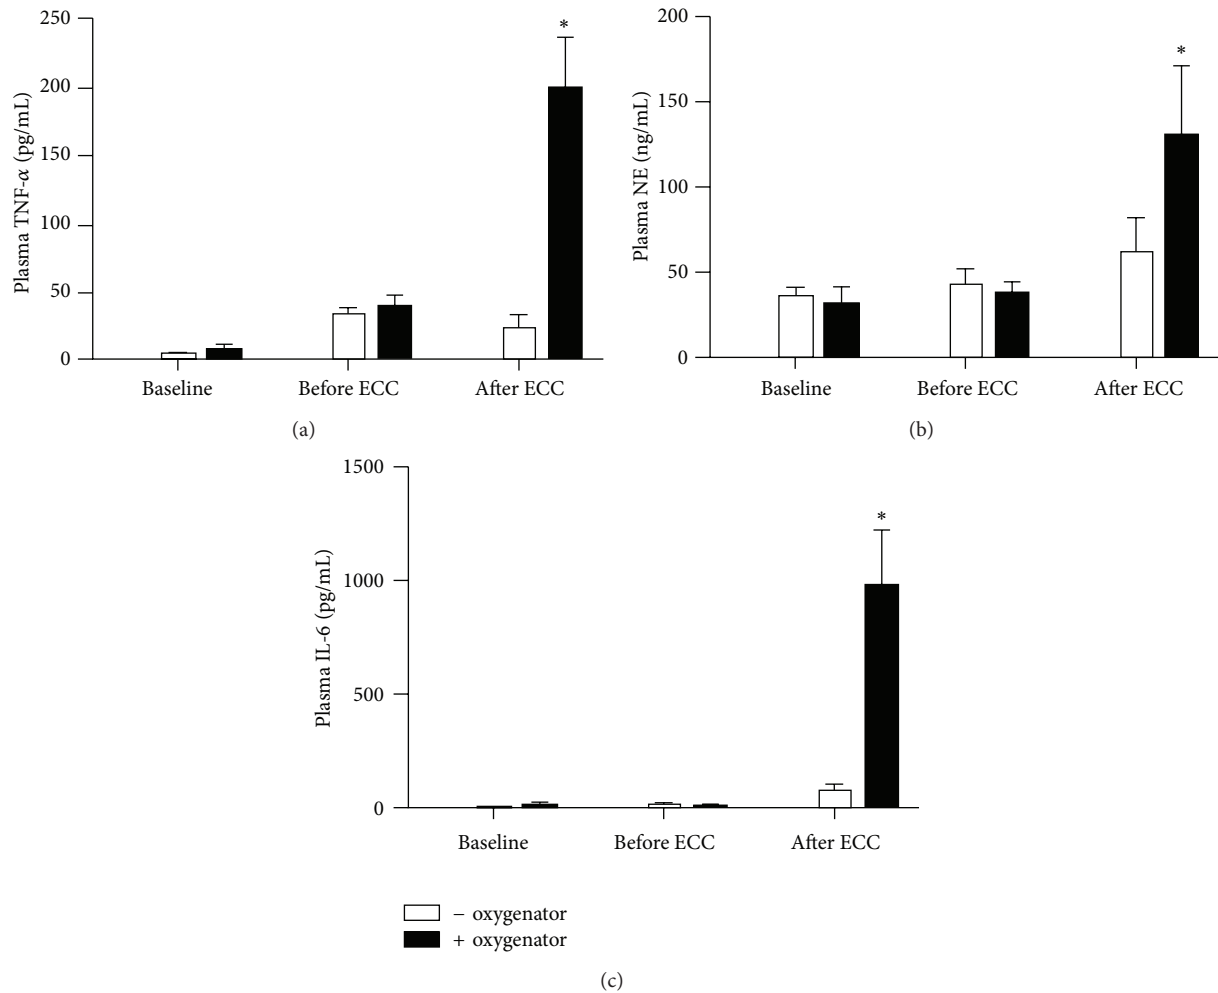 250
200
150
100
50
0
Plasma TNF-α (pg/mL)
*
Baseline
Before ECC
After ECC
(a)
200
150
100
50
0
Plasma NE (ng/mL)
*
Baseline
Before ECC
After ECC
(b)
1500
1000
500
0
Plasma IL-6 (pg/mL)
*
Baseline
Before ECC
After ECC
− oxygenator
+ oxygenator
(c)